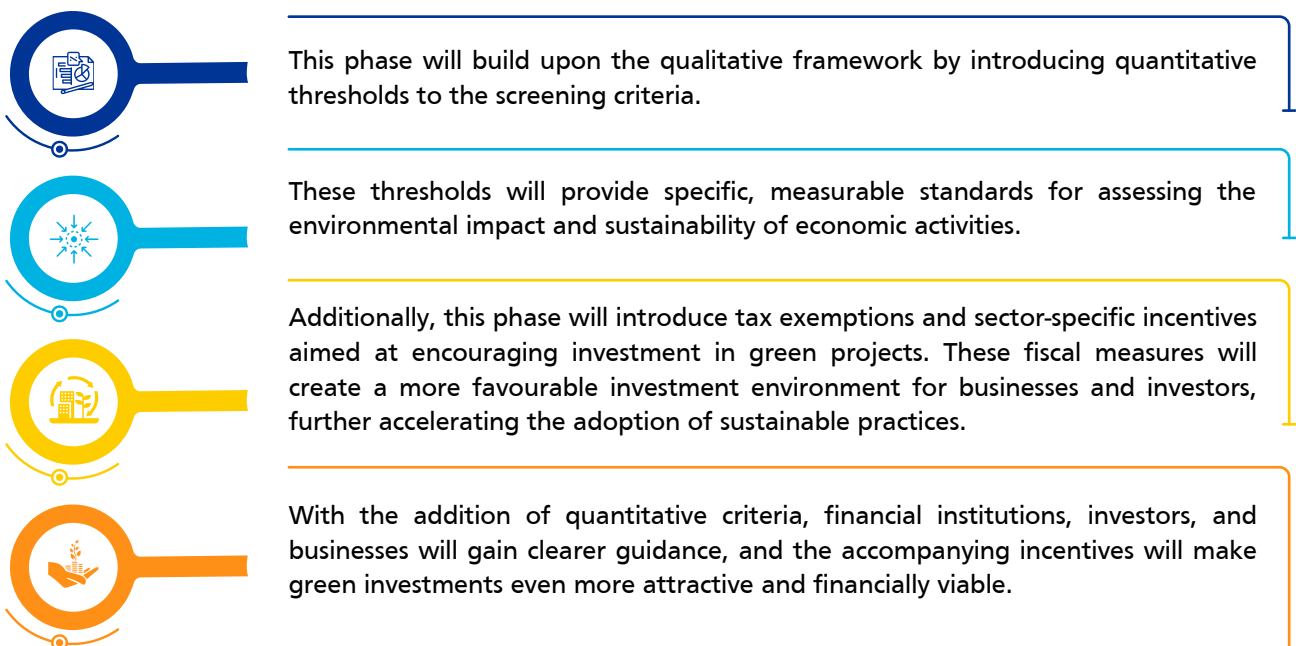 This phase will build upon the qualitative framework by introducing quantitative
thresholds to the screening criteria.
These thresholds will provide specific, measurable standards for assessing the
environmental impact and sustainability of economic activities.
Additionally, this phase will introduce tax exemptions and sector-specific incentives
aimed at encouraging investment in green projects. These fiscal measures will
create a more favourable investment environment for businesses and investors,
further accelerating the adoption of sustainable practices.
With the addition of quantitative criteria, financial institutions, investors, and
businesses will gain clearer guidance, and the accompanying incentives will make
green investments even more attractive and financially viable.